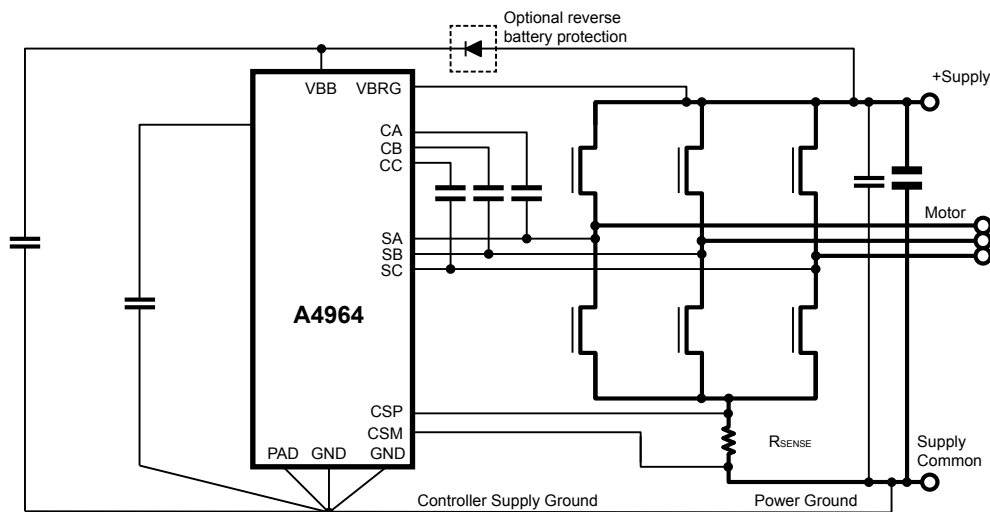 Optional reverse
battery protection
+Supply
VBB
VBRG
CA
CB
CC
SA
SB
SC
Motor
A4964
CSP
CSM
RSENSE
PAD
GND
GND
Supply
Common
Controller Supply Ground
Power Ground